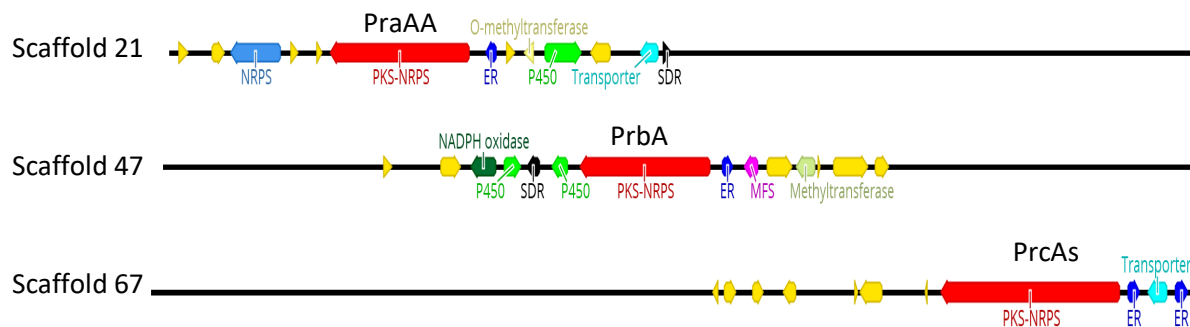 PraAA
O-methyltransferase
Scaffold 21
NRPS
PKS-NRPS
ER
P450
Transporter
SDR
PrbA
NADPH oxidase
Scaffold 47
P450
SDR
P450
PKS-NRPS
ER
MFS
Methyltransferase
PrcAs
Transporter
Scaffold 67
PKS-NRPS
ER
ER